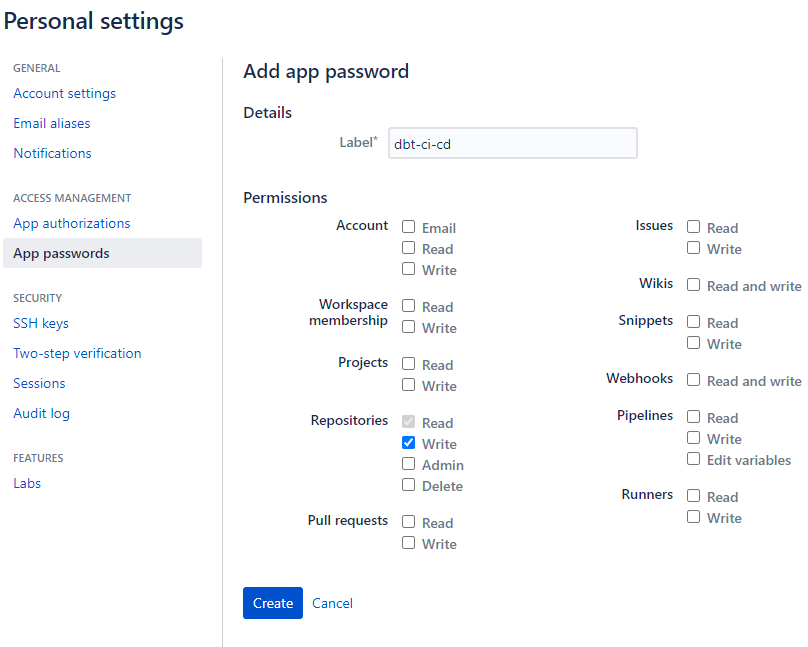 Personal settings
GENERAL
Account settings
Email aliases
Notifications
ACCESS MANAGEMENT
App authorizations
App passwords
SECURITY
SSH keys
Two-step verification
Sessions
Audit log
FEATURES
Labs
Add app password
Details
Label* dbt-ci-cd
Permissions
Account Email
Read
Write
Workspace membership Read
Write
Projects Read
Write
Repositories Read
Write
Admin
Delete
Pull requests Read
Write
Issues Read
Write
Wikis Read and write
Snippets Read
Write
Webhooks Read and write
Pipelines Read
Write
Edit variables
Runners Read
Write
Create Cancel